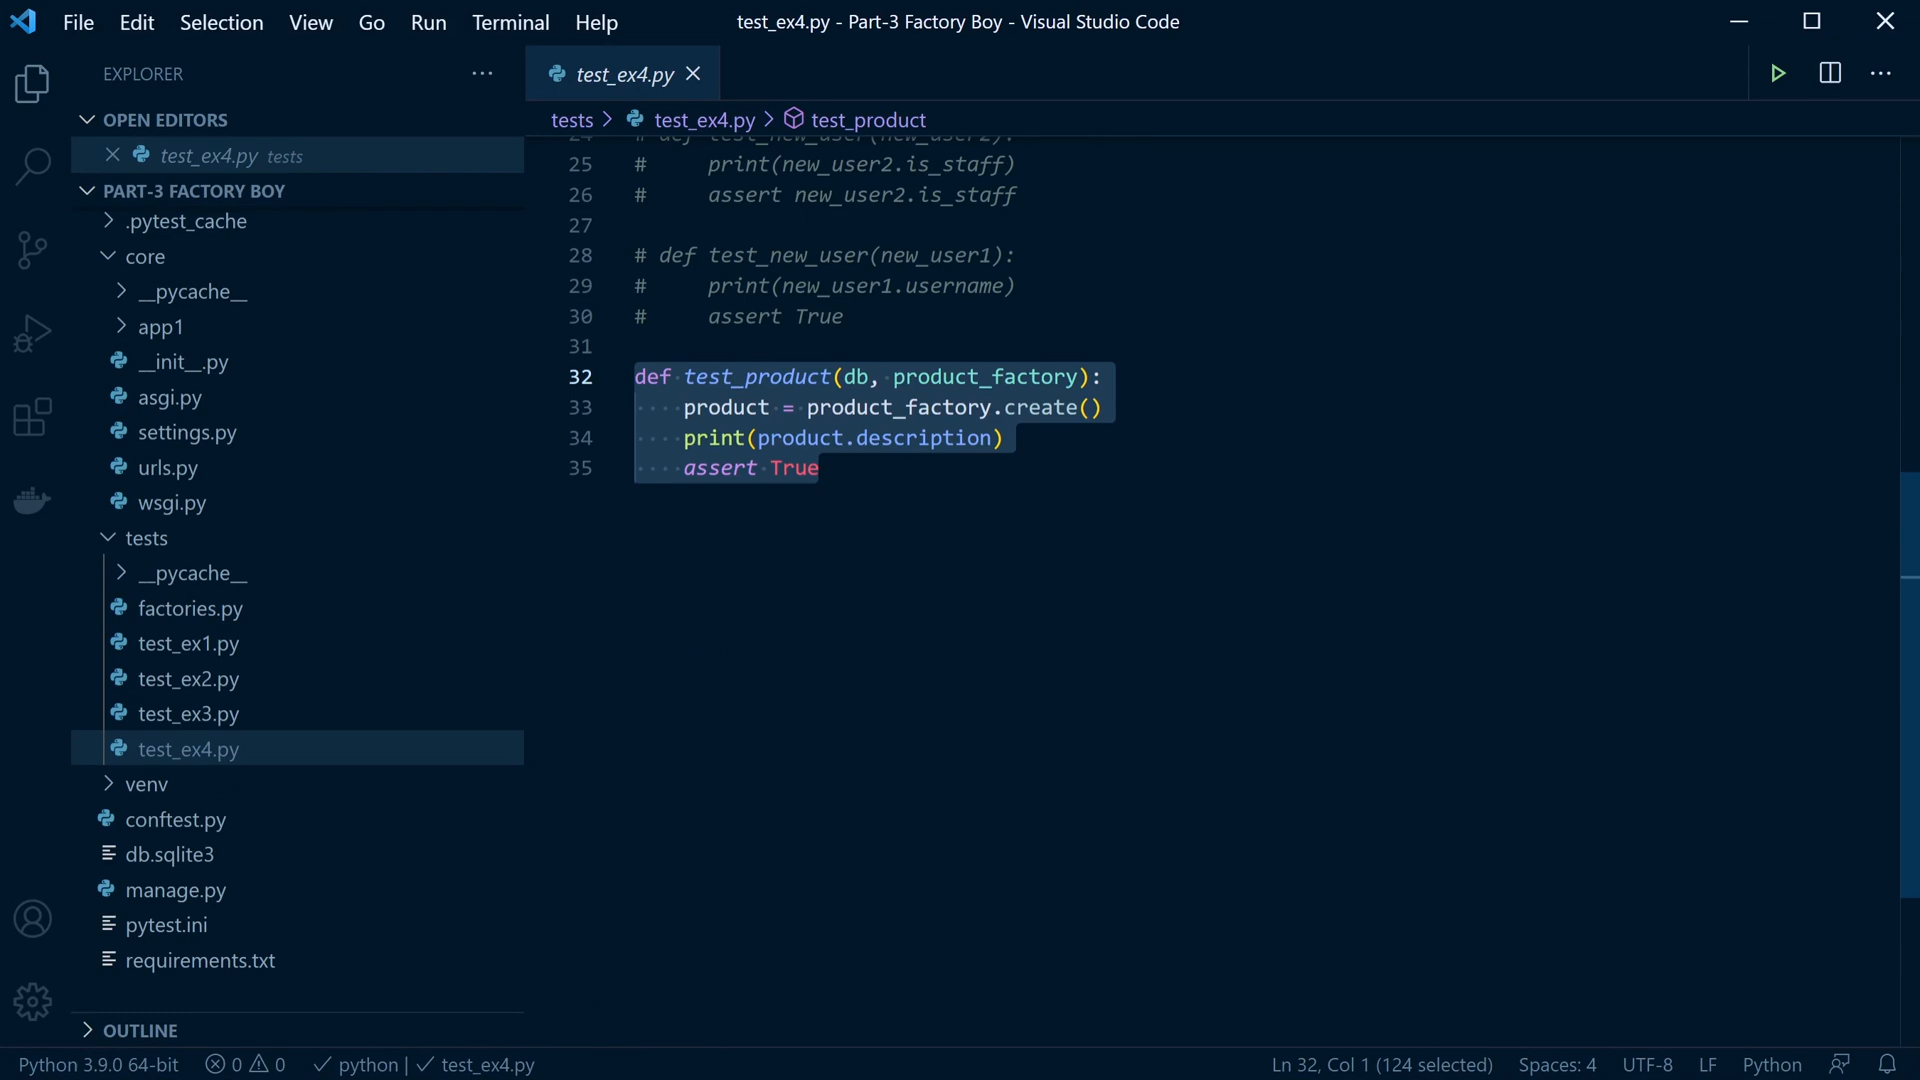 File Edit Selection View Go Run Terminal Help
test_ex4.py - Part-3 Factory Boy - Visual Studio Code
EXPLORER
OPEN EDITORS
test_ex4.py tests
PART-3 FACTORY BOY
.pytest_cache
core
__pycache__
app1
__init__.py
asgi.py
settings.py
urls.py
wsgi.py
tests
__pycache__
factories.py
test_ex1.py
test_ex2.py
test_ex3.py
test_ex4.py
venv
conftest.py
db.sqlite3
manage.py
pytest.ini
requirements.txt
OUTLINE
test_ex4.py
tests > test_ex4.py > test_product
24 # def test_new_user(new_user2):
25 #     print(new_user2.is_staff)
26 #     assert new_user2.is_staff
27
28 # def test_new_user(new_user1):
29 #     print(new_user1.username)
30 #     assert True
31
32 def test_product(db, product_factory):
33     product = product_factory.create()
34     print(product.description)
35     assert True
Python 3.9.0 64-bit 0 0 python | test_ex4.py
Ln 32, Col 1 (124 selected) Spaces: 4 UTF-8 LF Python